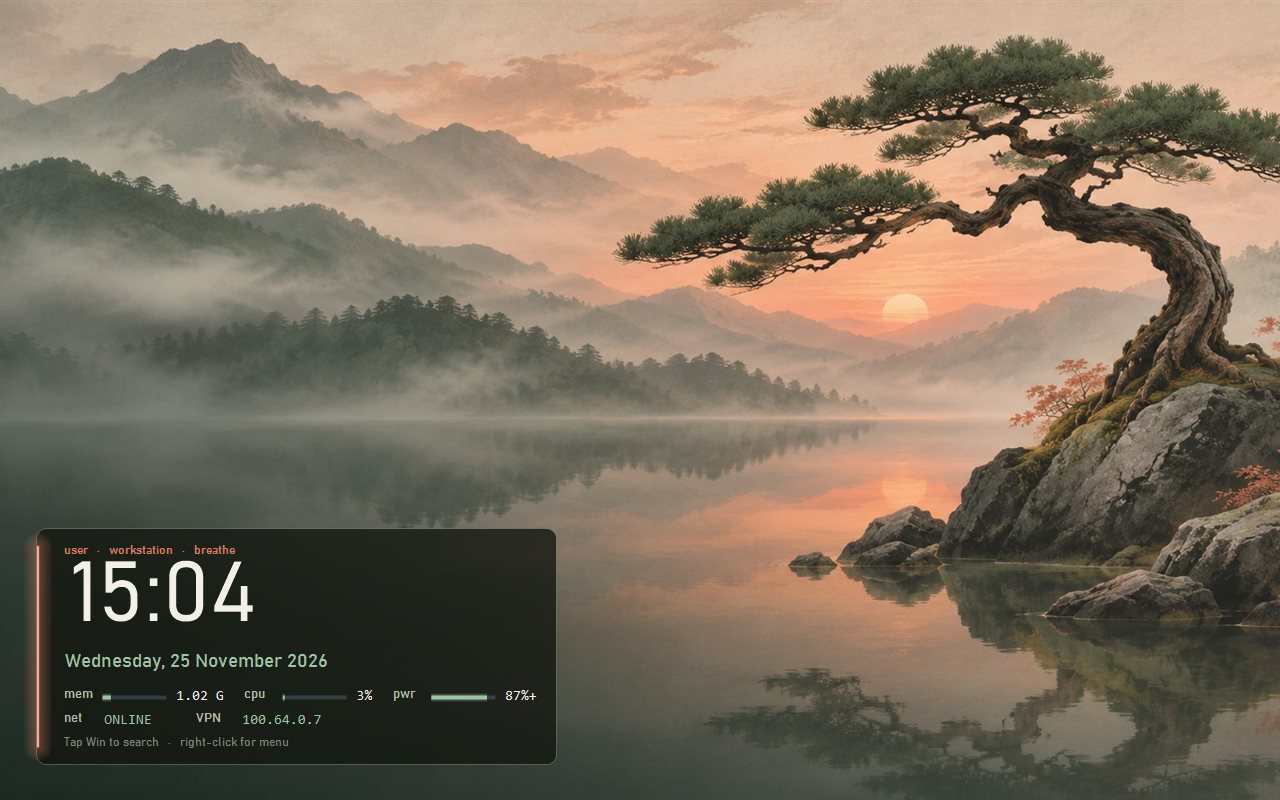 user · workstation · breathe
15:04
Wednesday, 25 November 2026
mem 1.02 G cpu 3% pwr 87%+
net ONLINE VPN 100.64.0.7
Tap Win to search · right-click for menu